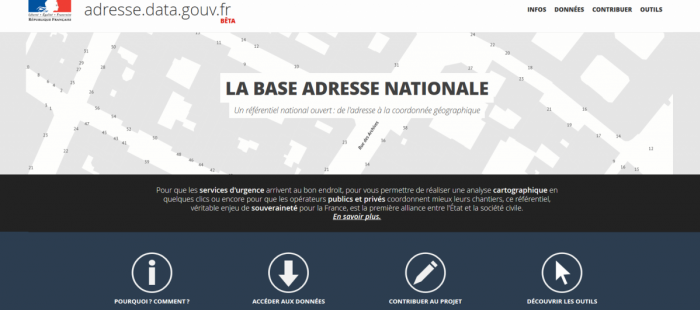 Liberté • Égalité • Fraternité
RÉPUBLIQUE FRANÇAISE
adresse.data.gouv.fr
BÊTA
INFOS DONNÉES CONTRIBUER OUTILS
LA BASE ADRESSE NATIONALE
Un référentiel national ouvert : de l'adresse à la coordonnée géographique
Rue des Archives
Pour que les services d'urgence arrivent au bon endroit, pour vous permettre de réaliser une analyse cartographique en
quelques clics ou encore pour que les opérateurs publics et privés coordonnent mieux leurs chantiers, ce référentiel,
véritable enjeu de souveraineté pour la France, est la première alliance entre l'État et la société civile.
En savoir plus.
POURQUOI ? COMMENT ?
ACCÉDER AUX DONNÉES
CONTRIBUER AU PROJET
DÉCOUVRIR LES OUTILS